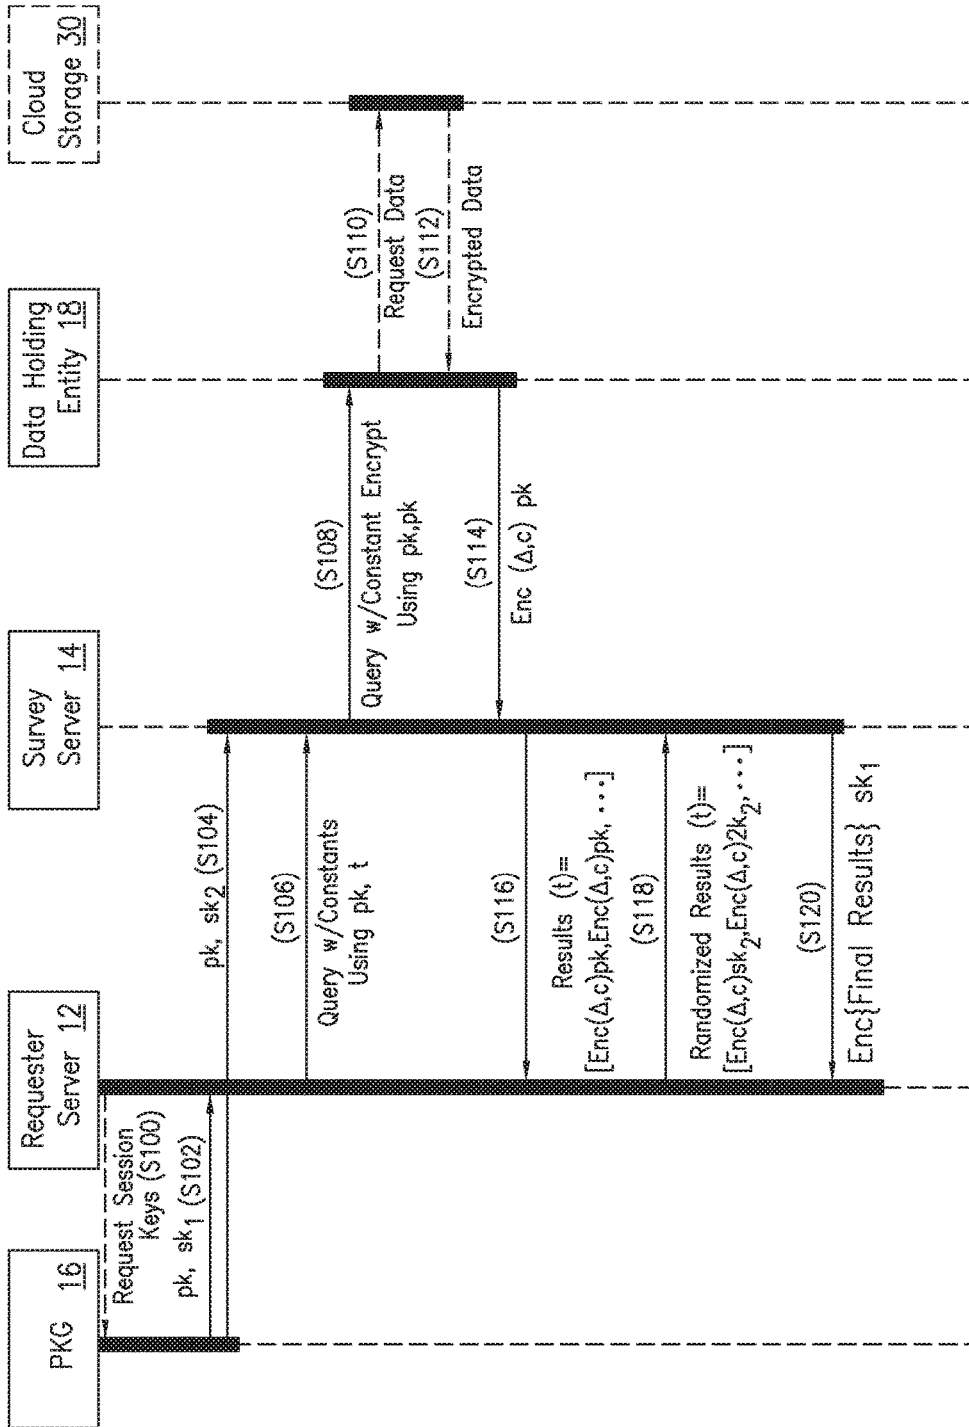 PKG 16
Requester
Server 12
Survey
Server 14
Data Holding
Entity 18
Cloud
Storage 30
Request Session
Keys (S100)
pk, sk1 (S102)
pk, sk2 (S104)
(S106)
Query w/Constants
Using pk, t
(S108)
Query w/Constant Encrypt
Using pk,pk
(S110)
Request Data
(S112)
Encrypted Data
(S114)
Enc (Δ,c) pk
(S116)
Results (t)=
[Enc(Δ,c)pk,Enc(Δ,c)pk, ···]
(S118)
Randomized Results (t)=
[Enc(Δ,c)sk2,Enc(Δ,c)2k2, ···]
(S120)
Enc{Final Results} sk1